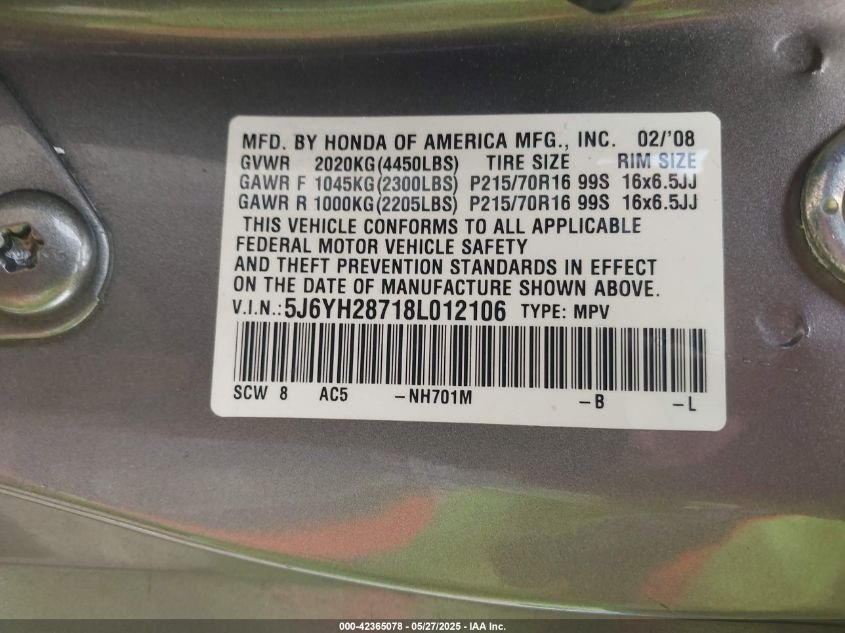 MFD. BY HONDA OF AMERICA MFG., INC. 02/'08
GVWR 2020KG(4450LBS) TIRE SIZE RIM SIZE
GAWR F 1045KG(2300LBS) P215/70R16 99S 16x6.5JJ
GAWR R 1000KG(2205LBS) P215/70R16 99S 16x6.5JJ
THIS VEHICLE CONFORMS TO ALL APPLICABLE
FEDERAL MOTOR VEHICLE SAFETY
AND THEFT PREVENTION STANDARDS IN EFFECT
ON THE DATE OF MANUFACTURE SHOWN ABOVE.
V.I.N.:5J6YH28718L012106 TYPE: MPV
SCW 8 AC5 -NH701M -B -L
000-42365078 - 05/27/2025 - IAA Inc.